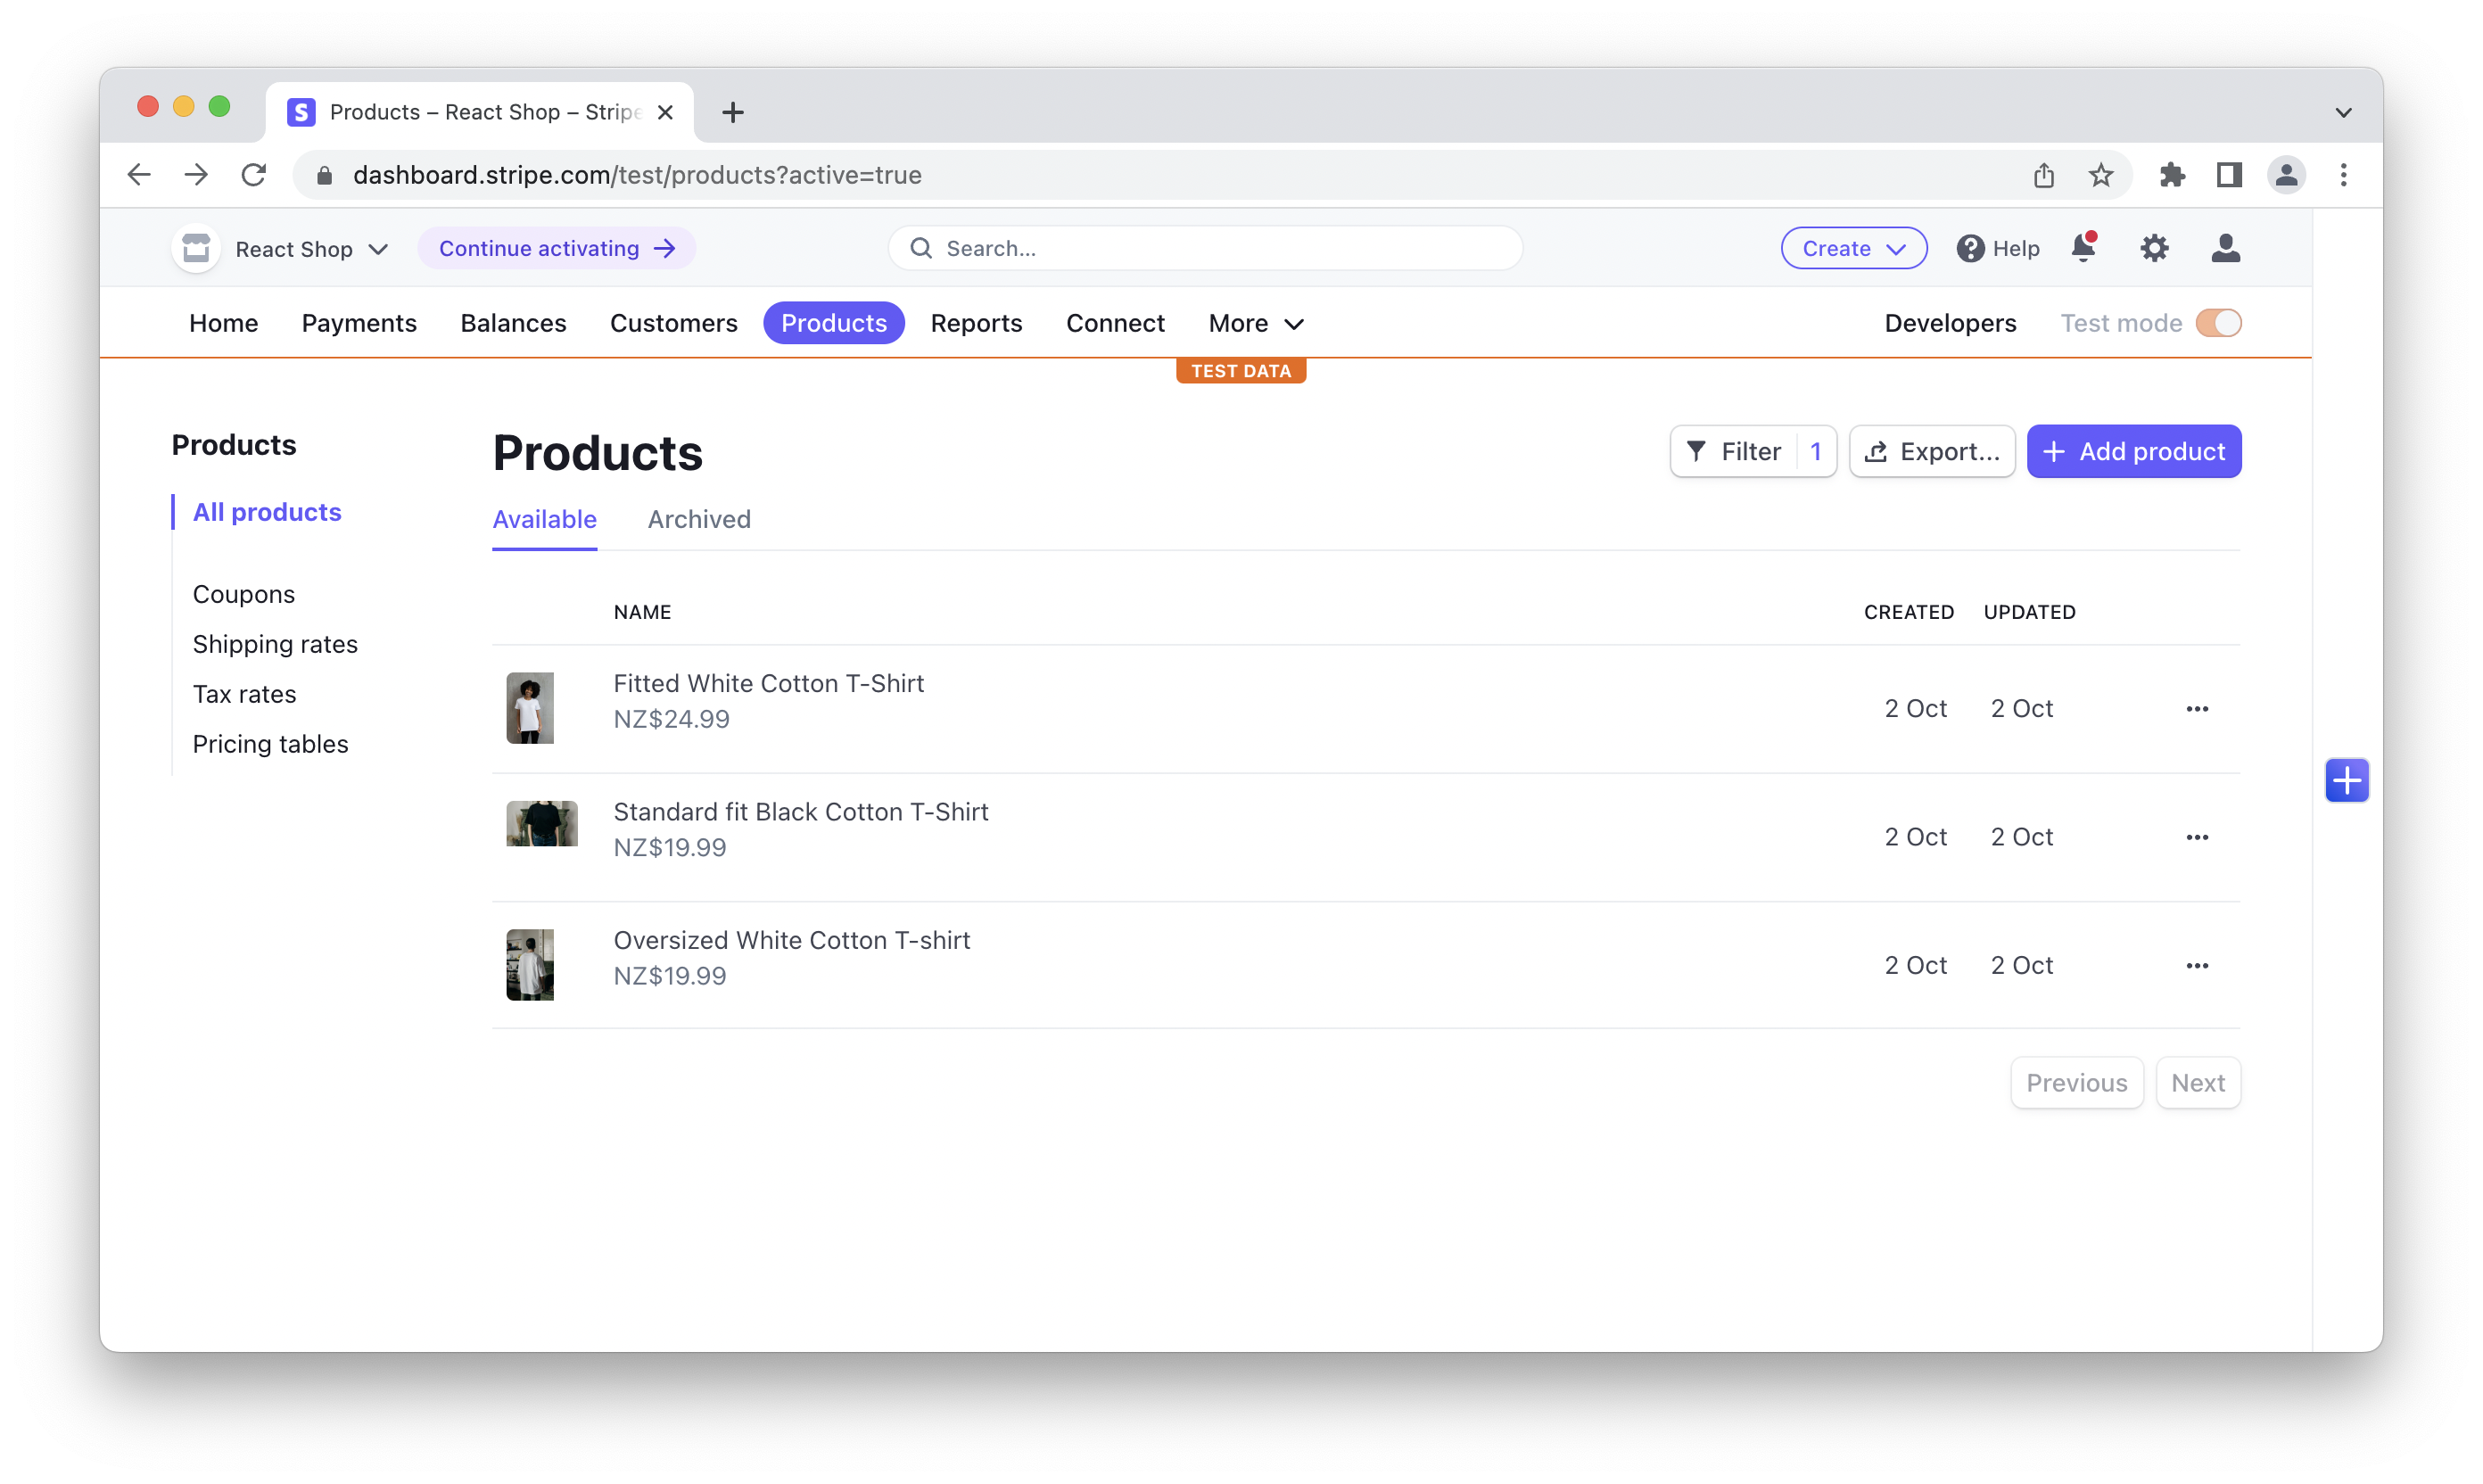 Products – React Shop – Stripe
dashboard.stripe.com/test/products?active=true
React Shop
Continue activating →
Search...
Create
Help
Home
Payments
Balances
Customers
Products
Reports
Connect
More
Developers
Test mode
TEST DATA
Products
All products
Coupons
Shipping rates
Tax rates
Pricing tables
Products
Filter 1
Export...
+ Add product
Available
Archived
NAME CREATED UPDATED
Fitted White Cotton T-Shirt
NZ$24.99
2 Oct 2 Oct
Standard fit Black Cotton T-Shirt
NZ$19.99
2 Oct 2 Oct
Oversized White Cotton T-shirt
NZ$19.99
2 Oct 2 Oct
Previous
Next